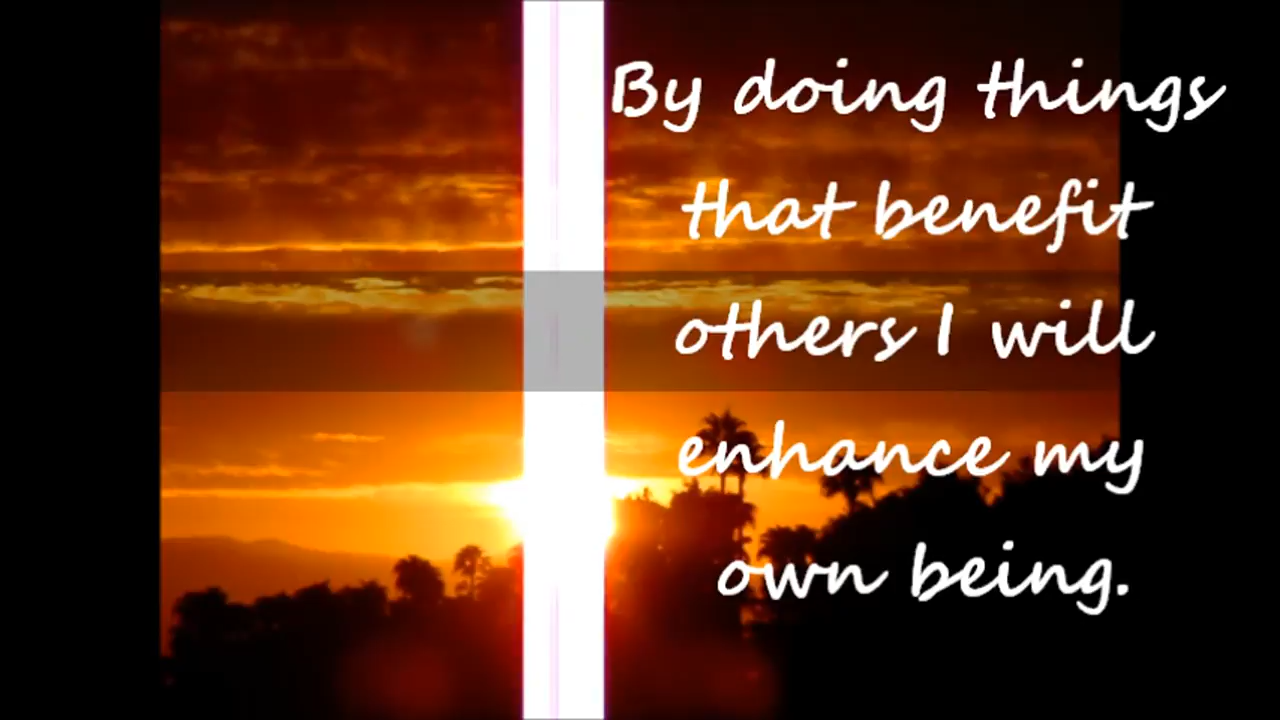 By doing things
that benefit
others I will
enhance my
own being.